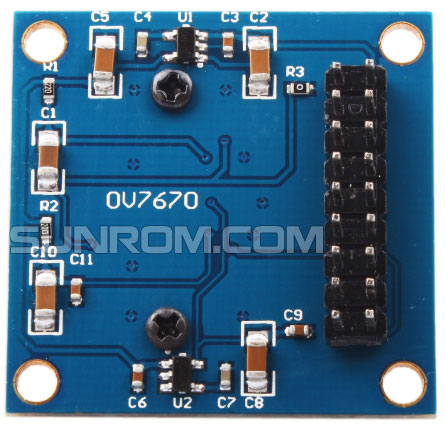 C5 C4 U1 C3 C2
R1
R3
C1
OV7670
R2
SUNROM.COM
C10
C11
C9
C6 U2 C7 C8